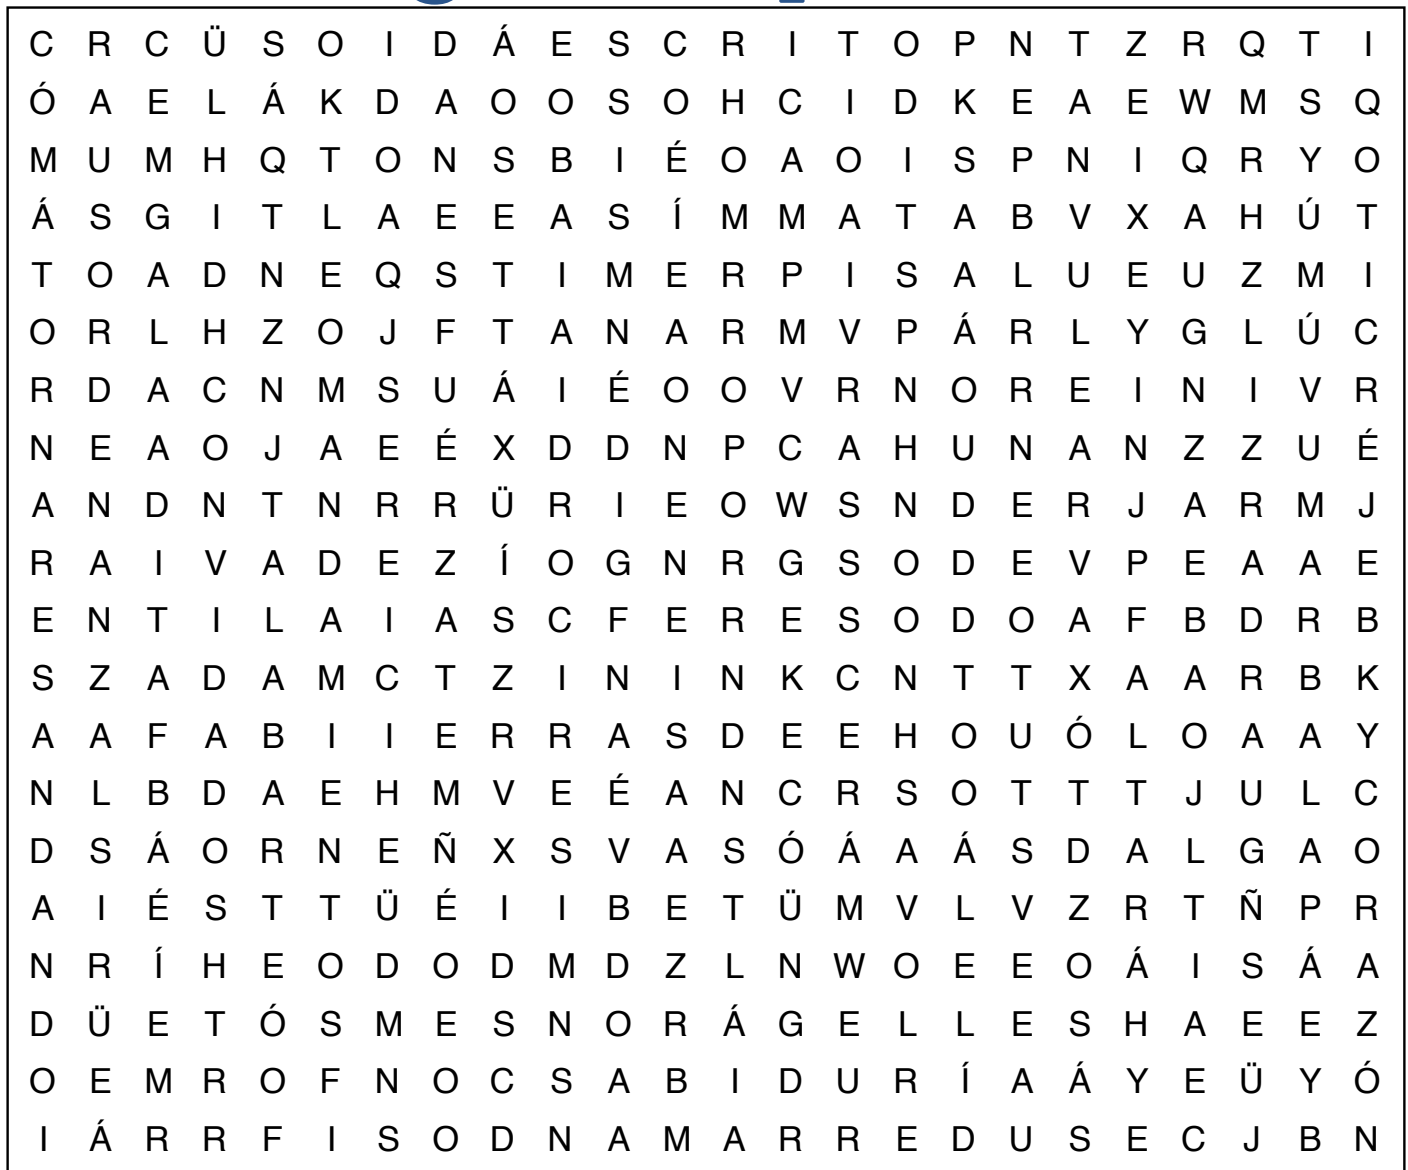 C R C Ü S O I D Á E S C R I T O P N T Z R Q T I
Ó A E L Á K D A O O S O H C I D K E A E W M S Q
M U M H Q T O N S B I É O A O I S P N I Q R Y O
Á S G I T L A E E A S Í M M A T A B V X A H Ú T
T O A D N E Q S T I M E R P I S A L U E U Z M I
O R L H Z O J F T A N A R M V P Á R L Y G L Ú C
R D A C N M S U Á I É O O V R N O R E I N I V R
N E A O J A E É X D D N P C A H U N A N Z Z U É
A N D N T N R R Ü R I E O W S N D E R J A R M J
R A I V A D E Z Í O G N R G S O D E V P E A A E
E N T I L A I A S C F E R E S O D O A F B D R B
S Z A D A M C T Z I N I N K C N T T X A A R B K
A A F A B I I E R R A S D E E H O U Ó L O A A Y
N L B D A E H M V E É A N C R S O T T T J U L C
D S Á O R N E Ñ X S V A S Ó Á A Á S D A L G A O
A I É S T T Ü É I I B E T Ü M V L V Z R T Ñ P R
N R Í H E O D O D M D Z L N W O E E O Á I S Á A
D Ü E T Ó S M E S N O R Á G E L L E S H A E E Z
O E M R O F N O C S A B I D U R Í A Á Y E Ü Y Ó
I Á R R F I S O D N A M A R R E D U S E C J B N